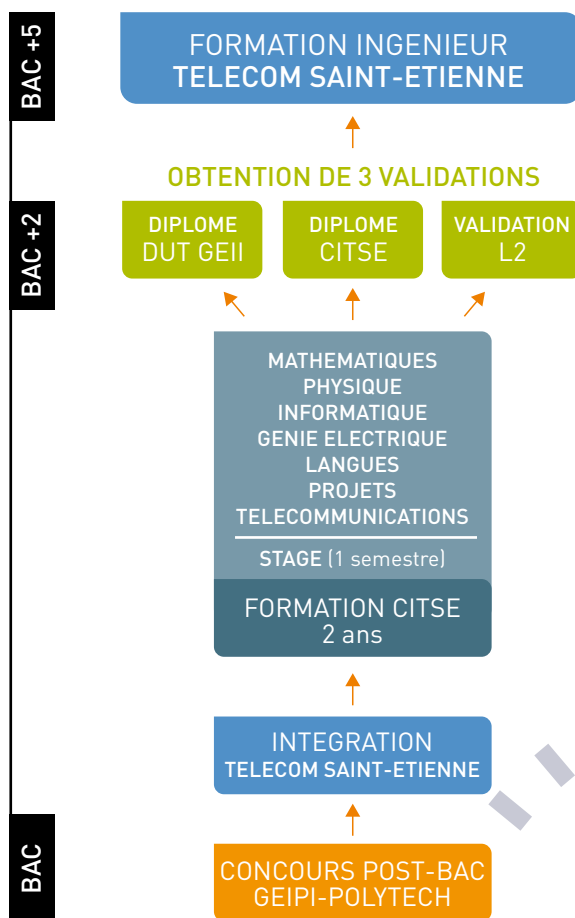 BAC +5
FORMATION INGENIEUR
TELECOM SAINT-ETIENNE
OBTENTION DE 3 VALIDATIONS
BAC +2
DIPLOME
DUT GEII
DIPLOME
CITSE
VALIDATION
L2
MATHEMATIQUES
PHYSIQUE
INFORMATIQUE
GENIE ELECTRIQUE
LANGUES
PROJETS
TELECOMMUNICATIONS
STAGE (1 semestre)
FORMATION CITSE
2 ans
INTEGRATION
TELECOM SAINT-ETIENNE
BAC
CONCOURS POST-BAC
GEIPI-POLYTECH